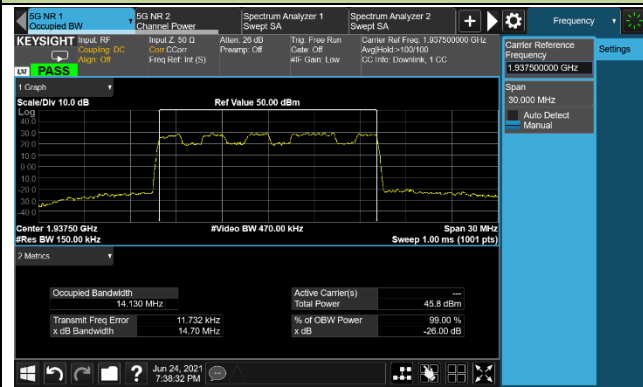 5G NR 1
Occupied BW
5G NR 2
Channel Power
Spectrum Analyzer 1
Swept SA
Spectrum Analyzer 2
Swept SA
+
Frequency
KEYSIGHT
Input: RF
Coupling: DC
Align: Off
Input Z: 50 Ω
Corr CCorr
Freq Ref: Int (S)
Atten: 26 dB
Preamp: Off
Trig: Free Run
Gate: Off
#IF Gain: Low
Carrier Ref Freq: 1.937500000 GHz
Avg|Hold:>100/100
CC Info: Downlink, 1 CC
LXI
PASS
Carrier Reference
Frequency
1.937500000 GHz
Settings
Span
30.000 MHz
Auto Detect
Manual
1 Graph
Scale/Div 10.0 dB
Ref Value 50.00 dBm
Log
40.0
30.0
20.0
10.0
0.00
-10.0
-20.0
-30.0
-40.0
Center 1.93750 GHz
#Video BW 470.00 kHz
Span 30 MHz
#Res BW 150.00 kHz
Sweep 1.00 ms (1001 pts)
2 Metrics
Occupied Bandwidth
14.130 MHz
Active Carrier(s)
---
Total Power
45.8 dBm
Transmit Freq Error
11.732 kHz
% of OBW Power
99.00 %
x dB Bandwidth
14.70 MHz
x dB
-26.00 dB
?
Jun 24, 2021
7:38:32 PM